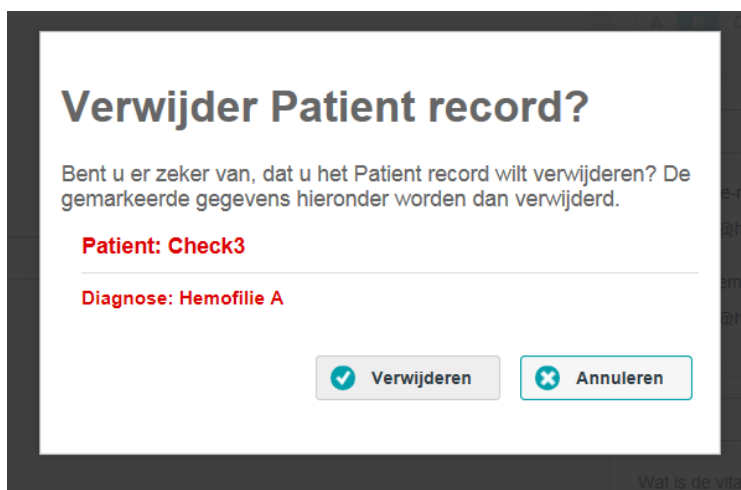 A B
Verwijder Patient record?
Bent u er zeker van, dat u het Patient record wilt verwijderen? De
gemarkeerde gegevens hieronder worden dan verwijderd.
Patient: Check3
Diagnose: Hemofilie A
Verwijderen Annuleren
Wat is de vita